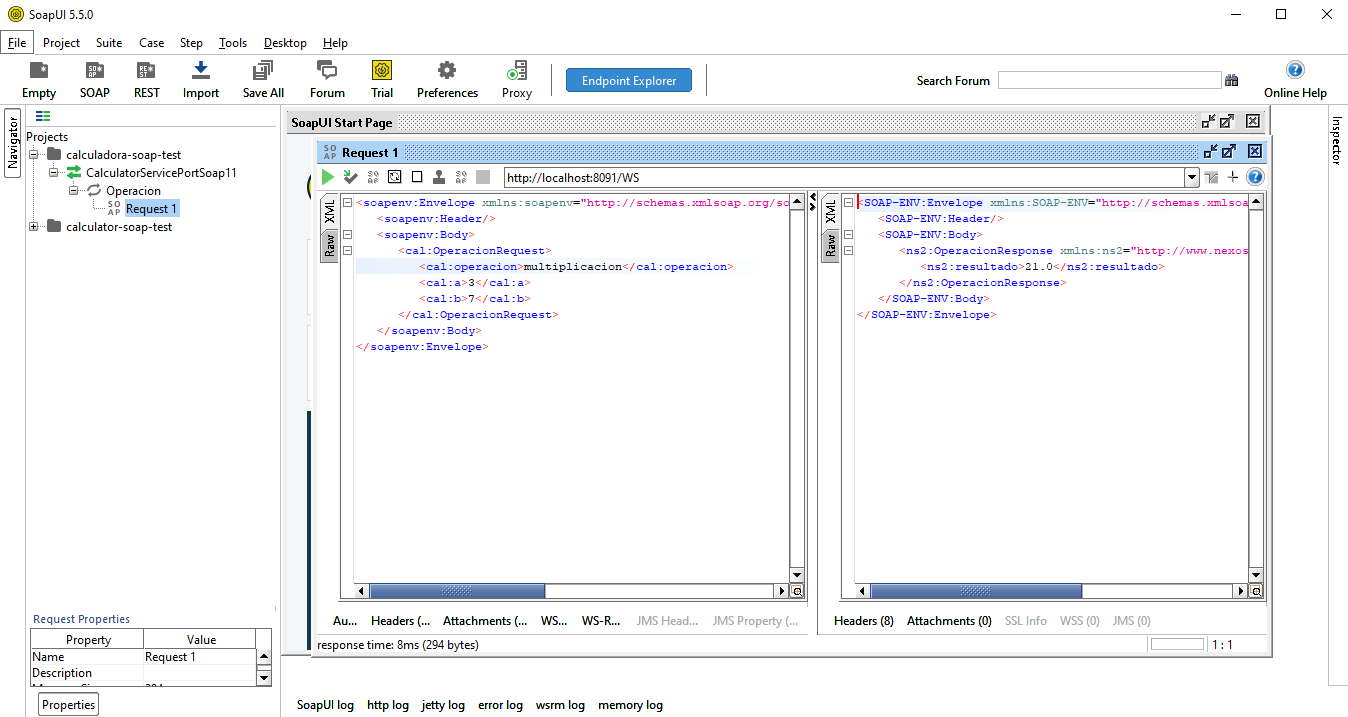 SoapUI 5.5.0
File Project Suite Case Step Tools Desktop Help
Empty SOAP REST Import Save All Forum Trial Preferences Proxy
Endpoint Explorer
Search Forum
Online Help
Navigator
Projects
calculadora-soap-test
CalculatorServicePortSoap11
Operacion
Request 1
calculator-soap-test
SoapUI Start Page
Request 1
http://localhost:8091/WS
XML
Raw
<soapenv:Envelope xmlns:soapenv="http://schemas.xmlsoap.org/so
<soapenv:Header/>
<soapenv:Body>
<cal:OperacionRequest>
<cal:operacion>multiplicacion</cal:operacion>
<cal:a>3</cal:a>
<cal:b>7</cal:b>
</cal:OperacionRequest>
</soapenv:Body>
</soapenv:Envelope>
XML
Raw
<SOAP-ENV:Envelope xmlns:SOAP-ENV="http://schemas.xmlsoa
<SOAP-ENV:Header/>
<SOAP-ENV:Body>
<ns2:OperacionResponse xmlns:ns2="http://www.nexos
<ns2:resultado>21.0</ns2:resultado>
</ns2:OperacionResponse>
</SOAP-ENV:Body>
</SOAP-ENV:Envelope>
Inspector
Au... Headers (... Attachments (... WS... WS-R... JMS Head... JMS Property (...
Headers (8) Attachments (0) SSL Info WSS (0) JMS (0)
response time: 8ms (294 bytes)
1 : 1
Request Properties
Property Value
Name Request 1
Description
Properties
SoapUI log http log jetty log error log wsrm log memory log